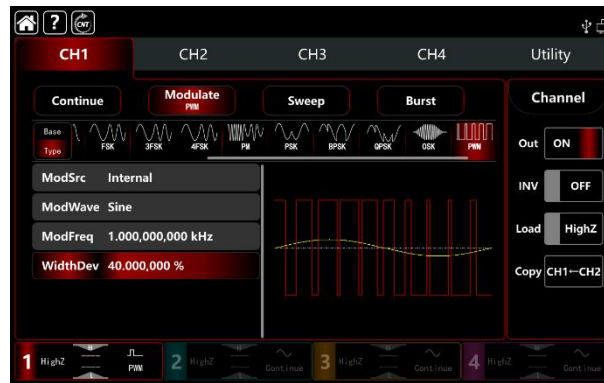 ? CNT
CH1 CH2 CH3 CH4 Utility
Continue Modulate PWM Sweep Burst Channel
Base Type FSK 3FSK 4FSK PM PSK BPSK QPSK OSK PWM
Out ON
ModSrc Internal
INV OFF
ModWave Sine
ModFreq 1.000,000,000 kHz
Load HighZ
WidthDev 40.000,000 %
Copy CH1←CH2
1 HighZ PWM 2 HighZ Continue 3 HighZ Continue 4 HighZ Continue